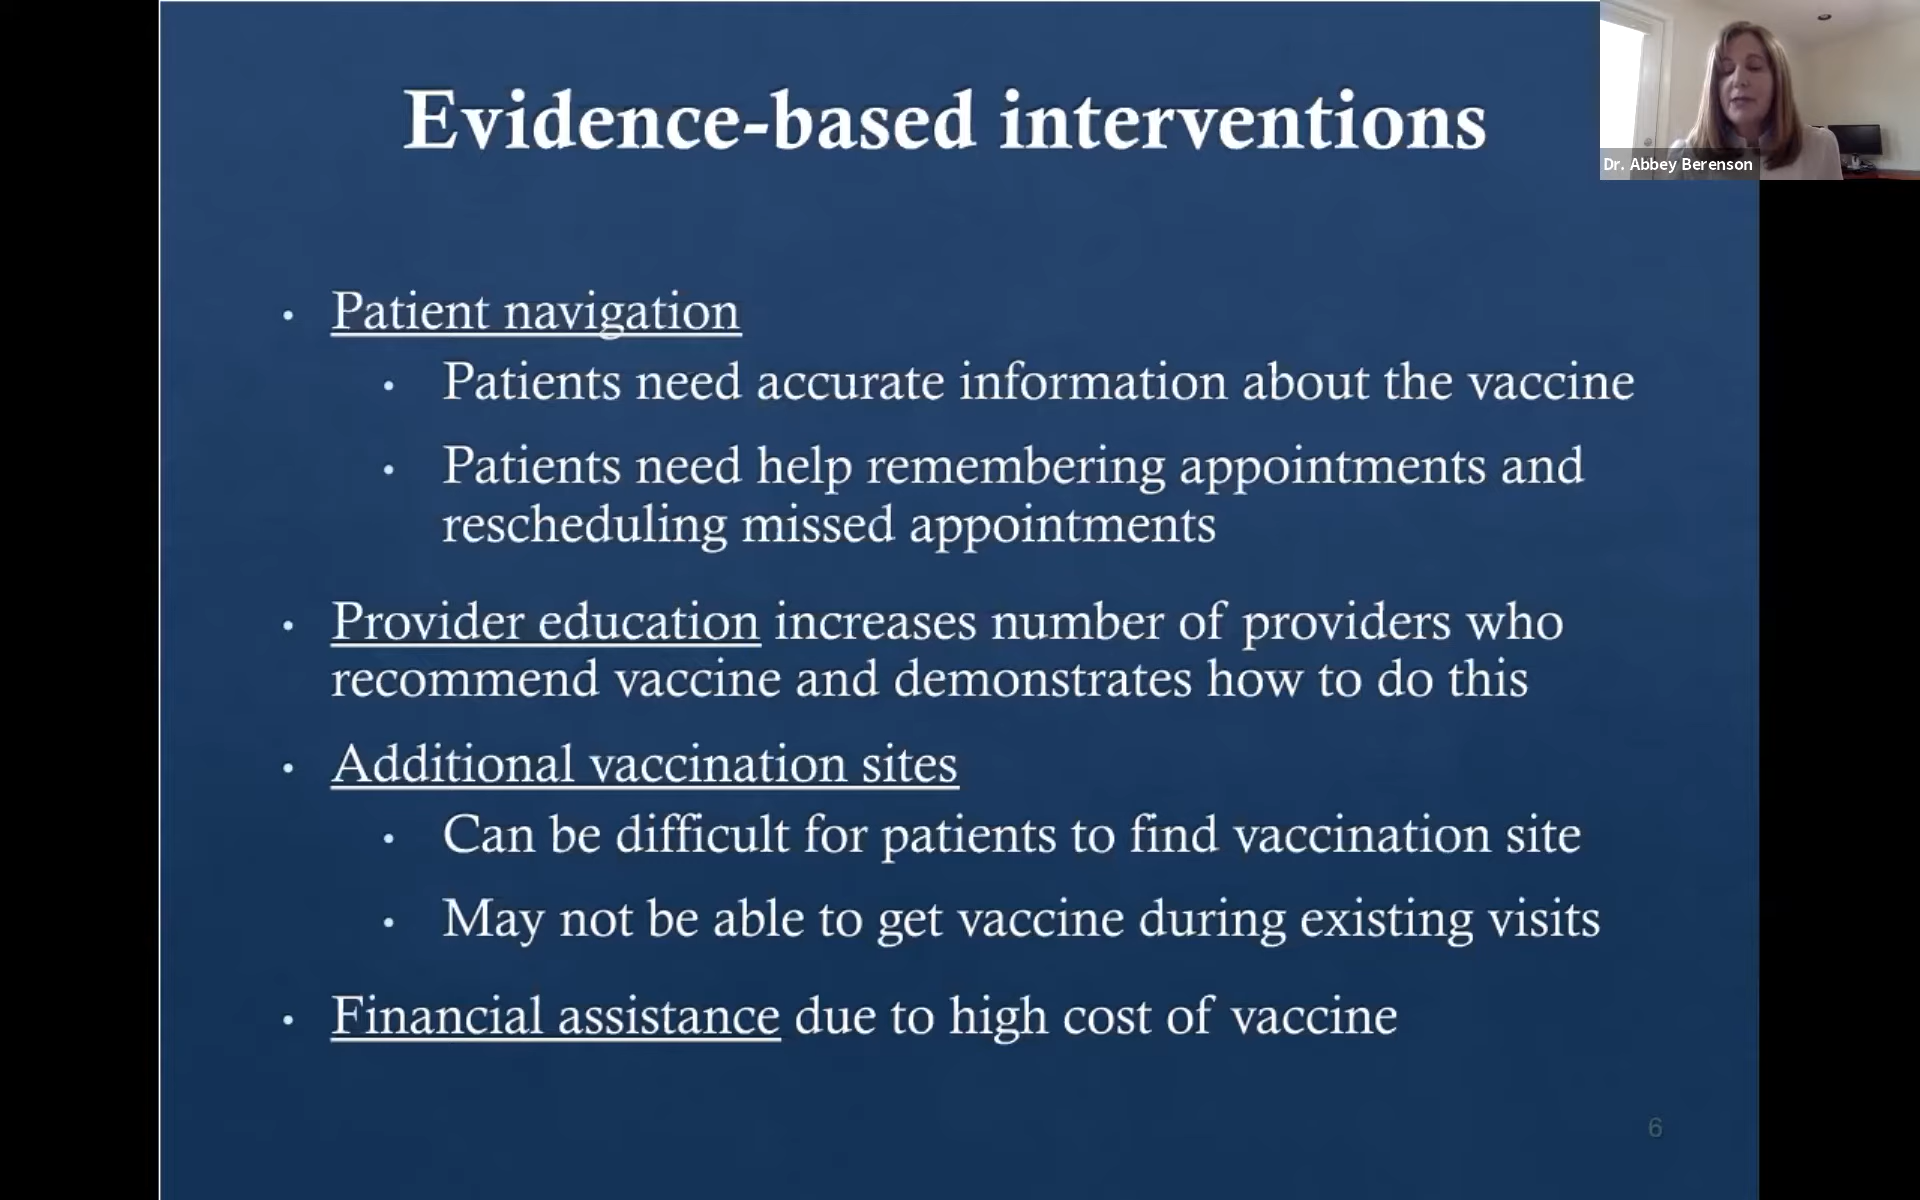 Evidence-based interventions
Dr. Abbey Berenson
• Patient navigation
• Patients need accurate information about the vaccine
• Patients need help remembering appointments and
rescheduling missed appointments
• Provider education increases number of providers who
recommend vaccine and demonstrates how to do this
• Additional vaccination sites
• Can be difficult for patients to find vaccination site
• May not be able to get vaccine during existing visits
• Financial assistance due to high cost of vaccine
6